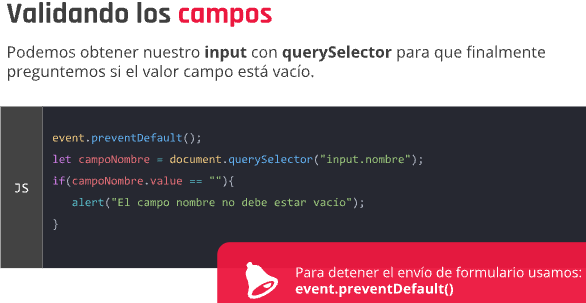 Validando los campos
Podemos obtener nuestro input con querySelector para que finalmente
preguntemos si el valor campo está vacío.
JS
event.preventDefault();
let campoNombre = document.querySelector("input.nombre");
if(campoNombre.value == ""){
alert("El campo nombre no debe estar vacío");
}
Para detener el envío de formulario usamos:
event.preventDefault()